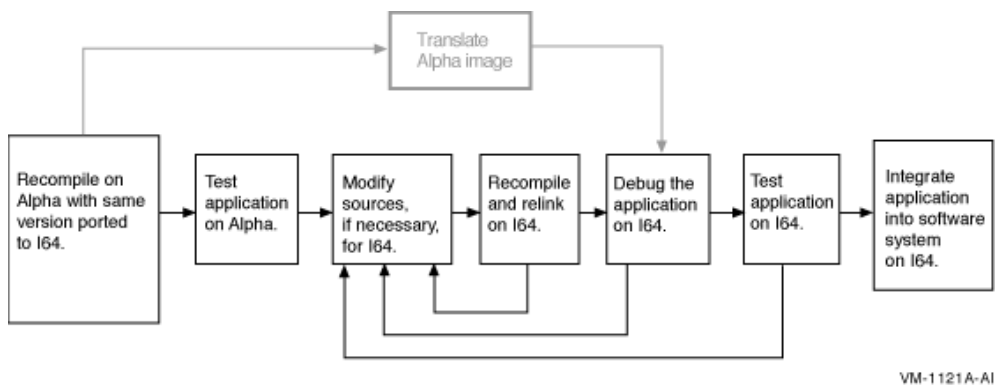 Translate
Alpha image
Recompile on
Alpha with same
version ported
to I64.
Test
application
on Alpha.
Modify
sources,
if necessary,
for I64.
Recompile
and relink
on I64.
Debug the
application
on I64.
Test
application
on I64.
Integrate
application
into software
system
on I64.
VM-1121A-AI